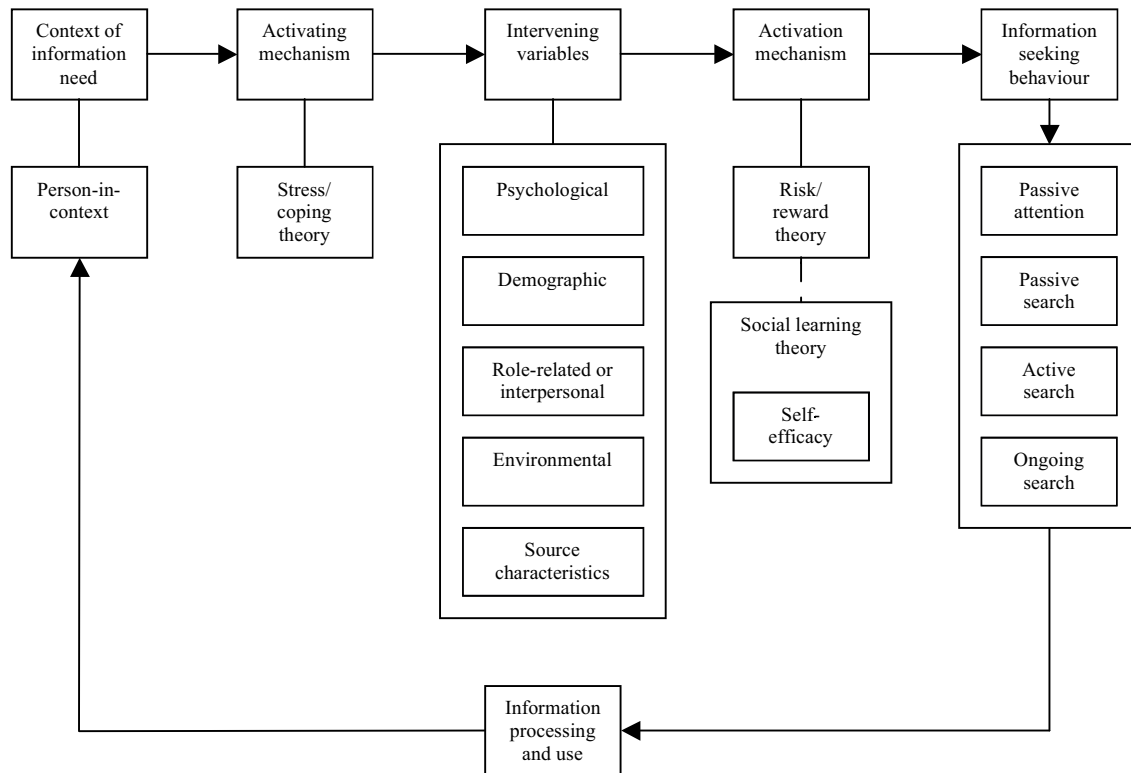 Context of
information
need
Activating
mechanism
Intervening
variables
Activation
mechanism
Information
seeking
behaviour
Person-in-
context
Stress/
coping
theory
Psychological
Demographic
Role-related or
interpersonal
Environmental
Source
characteristics
Risk/
reward
theory
Social learning
theory
Self-
efficacy
Passive
attention
Passive
search
Active
search
Ongoing
search
Information
processing
and use